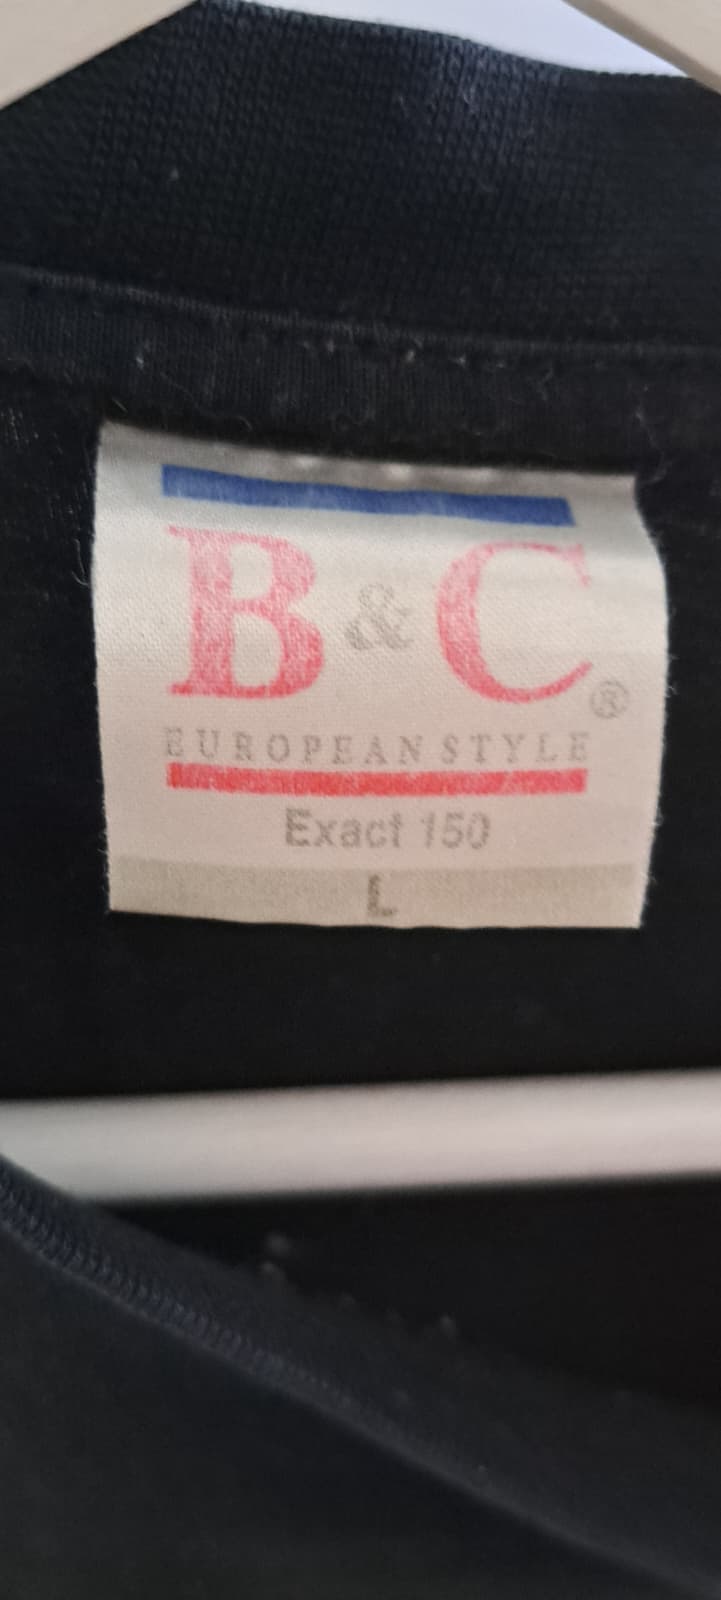 B & C®
EUROPEAN STYLE
Exact 150
L